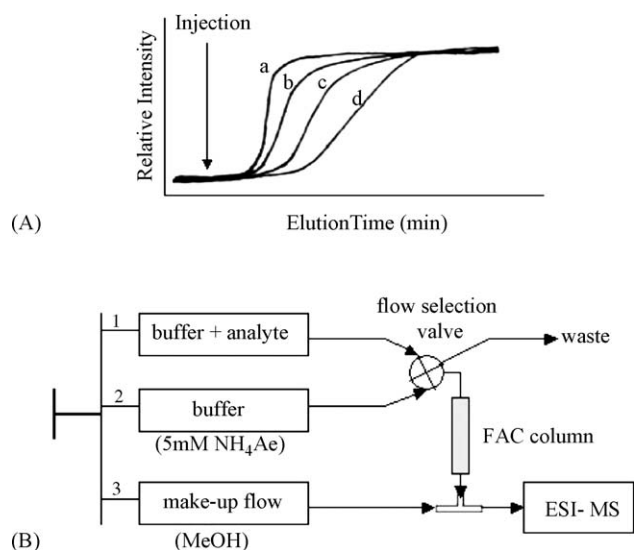 (A)
Injection
Relative Intensity
a
b
c
d
ElutionTime (min)
(B)
1
buffer + analyte
flow selection
valve
waste
2
buffer
(5mM NH₄Ae)
FAC column
3
make-up flow
(MeOH)
ESI- MS